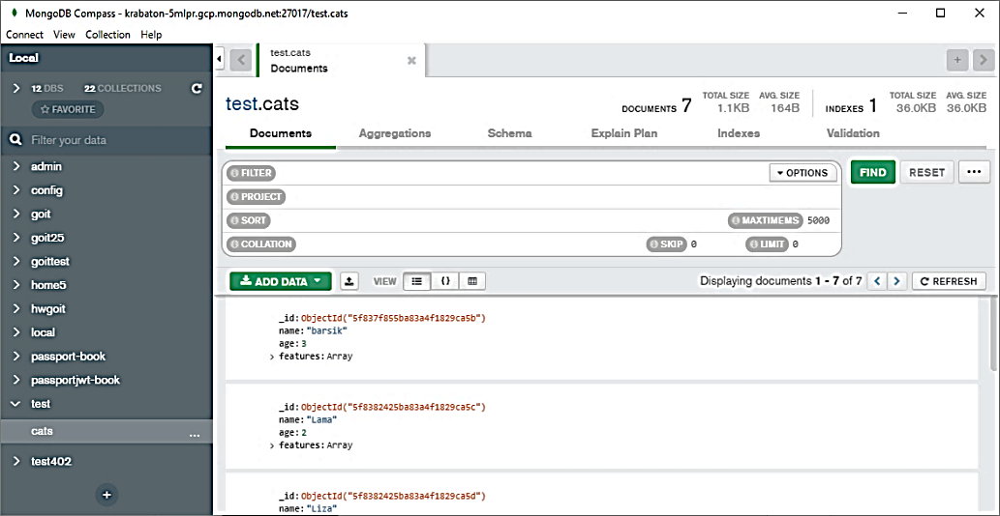 MongoDB Compass - krabaton-5mlpr.gcp.mongodb.net:27017/test.cats
Connect View Collection Help
Local
12 DBS 22 COLLECTIONS
FAVORITE
Filter your data
admin
config
goit
goit25
goittest
home5
hwgoit
local
passport-book
passportjwt-book
test
cats ...
test402
+
test.cats
Documents
test.cats
DOCUMENTS 7 TOTAL SIZE 1.1KB AVG. SIZE 164B INDEXES 1 TOTAL SIZE 36.0KB AVG. SIZE 36.0KB
Documents Aggregations Schema Explain Plan Indexes Validation
FILTER OPTIONS FIND RESET ...
PROJECT
SORT MAXTIMEMS 5000
COLLATION SKIP 0 LIMIT 0
ADD DATA VIEW {} Displaying documents 1 - 7 of 7 < > REFRESH
_id:ObjectId("5f837f855ba83a4f1829ca5b")
name:"barsik"
age:3
> features:Array
_id:ObjectId("5f8382425ba83a4f1829ca5c")
name:"Lama"
age:2
> features:Array
_id:ObjectId("5f8382425ba83a4f1829ca5d")
name:"Liza"